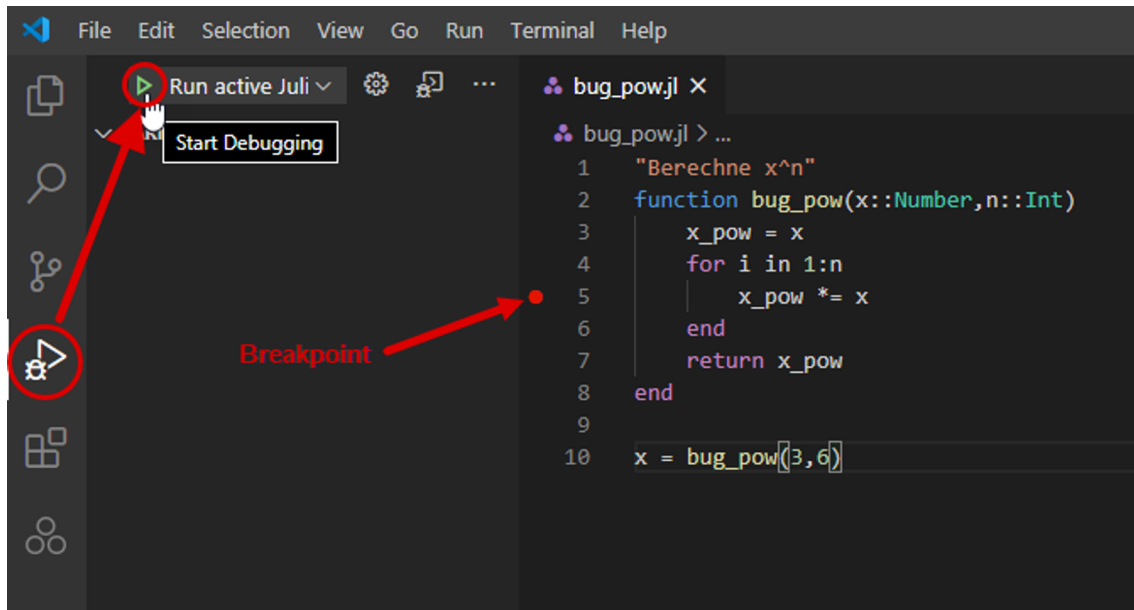 File Edit Selection View Go Run Terminal Help
Run active Juli
bug_pow.jl
Start Debugging
bug_pow.jl > ...
1 "Berechne x^n"
2 function bug_pow(x::Number,n::Int)
3 x_pow = x
4 for i in 1:n
5 x_pow *= x
Breakpoint
6 end
7 return x_pow
8 end
9
10 x = bug_pow(3,6)